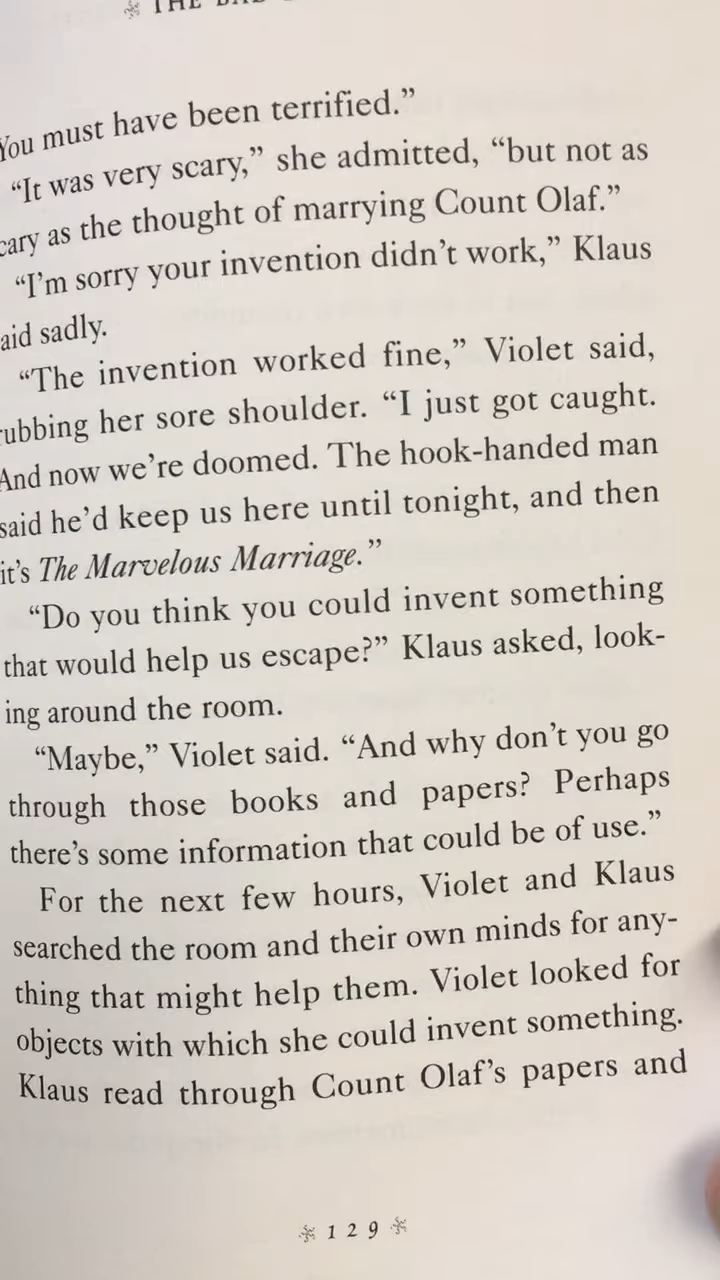 THE BAD
You must have been terrified.”
“It was very scary,” she admitted, “but not as
cary as the thought of marrying Count Olaf.”
“I’m sorry your invention didn’t work,” Klaus
aid sadly.
“The invention worked fine,” Violet said,
rubbing her sore shoulder. “I just got caught.
And now we’re doomed. The hook-handed man
said he’d keep us here until tonight, and then
it’s The Marvelous Marriage.”
“Do you think you could invent something
that would help us escape?” Klaus asked, look-
ing around the room.
“Maybe,” Violet said. “And why don’t you go
through those books and papers? Perhaps
there’s some information that could be of use.”
For the next few hours, Violet and Klaus
searched the room and their own minds for any-
thing that might help them. Violet looked for
objects with which she could invent something.
Klaus read through Count Olaf’s papers and
129